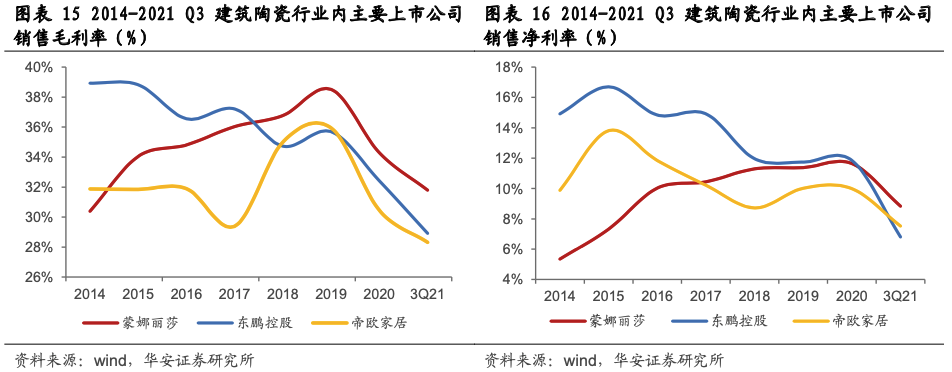 图表 15 2014-2021 Q3 建筑陶瓷行业内主要上市公司
销售毛利率（%）
40%
38%
36%
34%
32%
30%
28%
26%
2014 2015 2016 2017 2018 2019 2020 3Q21
蒙娜丽莎 东鹏控股 帝欧家居
资料来源：wind，华安证券研究所
图表 16 2014-2021 Q3 建筑陶瓷行业内主要上市公司
销售净利率（%）
18%
16%
14%
12%
10%
8%
6%
4%
2014 2015 2016 2017 2018 2019 2020 3Q21
蒙娜丽莎 东鹏控股 帝欧家居
资料来源：wind，华安证券研究所